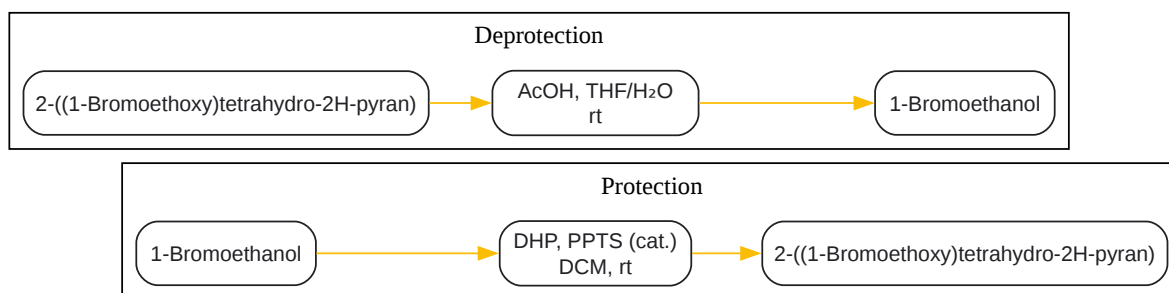 Deprotection
2-((1-Bromoethoxy)tetrahydro-2H-pyran)
AcOH, THF/H₂O
rt
1-Bromoethanol
Protection
1-Bromoethanol
DHP, PPTS (cat.)
DCM, rt
2-((1-Bromoethoxy)tetrahydro-2H-pyran)